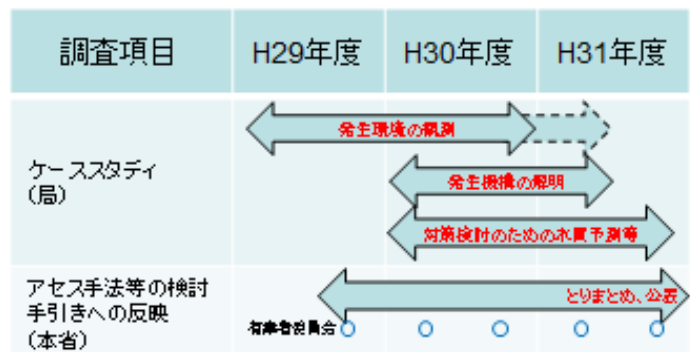 調査項目 H29年度 H30年度 H31年度
発生環境の観測
ケーススタディ
(局)
発生機構の解明
対策検討のための水質予測等
アセス手法等の検討
手引きへの反映
(本省)
とりまとめ、公表
有識者委員会